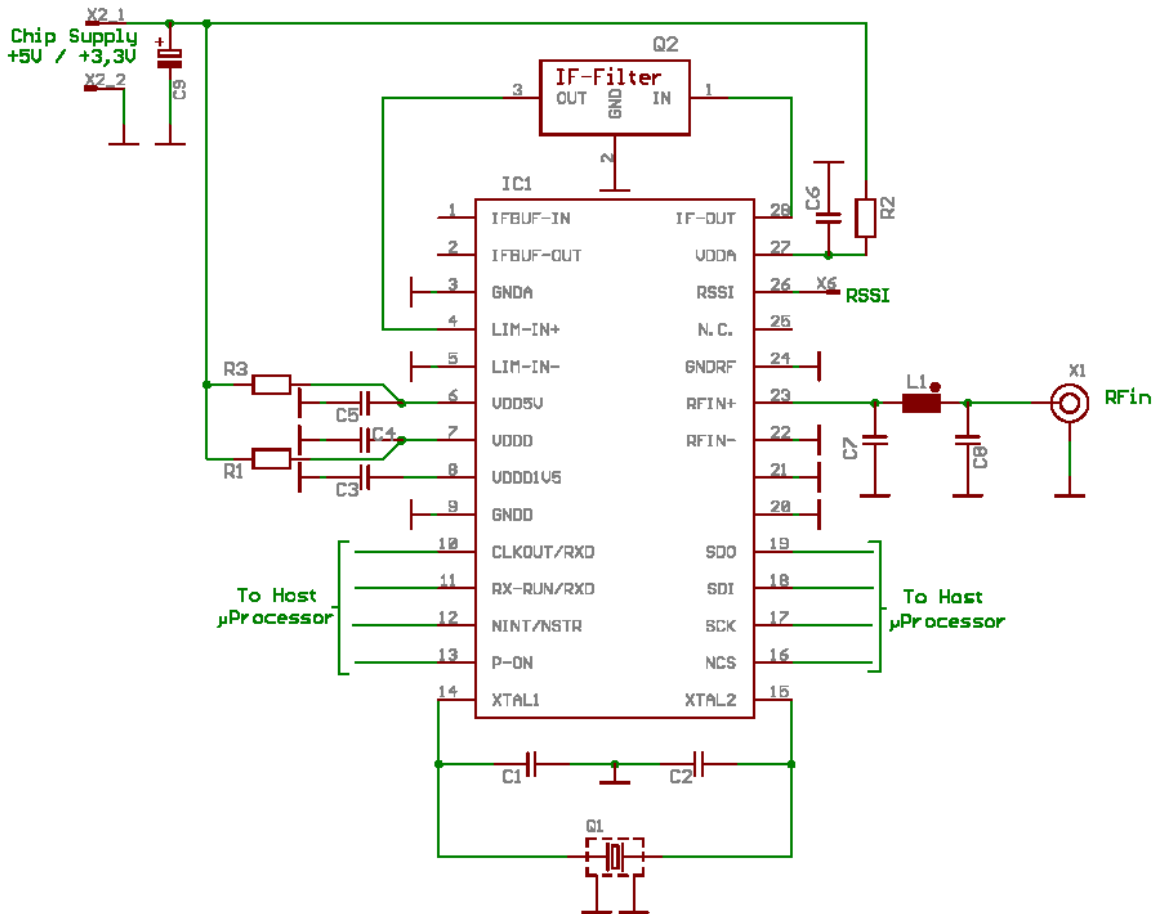 X2_1
Chip Supply
+5V / +3,3V
X2_2
+
C9
Q2
IF-Filter
3 OUT GND IN 1
2
IC1
C6
R2
1 IFBUF-IN IF-OUT 28
2 IFBUF-OUT VDDA 27
3 GNDA RSSI 26 X6 RSSI
4 LIM-IN+ N.C. 25
5 LIM-IN- GNDRF 24
R3
C5
6 VDD5V RFIN+ 23
L1
X1
RFin
C4
7 VDDD RFIN- 22
C7
C8
R1
C3
8 VDDD1V5 21
9 GNDD 20
10 CLKOUT/RXD SDO 19
11 RX-RUN/RXD SDI 18
12 NINT/NSTR SCK 17
13 P-ON NCS 16
14 XTAL1 XTAL2 15
To Host
µProcessor
To Host
µProcessor
C1
C2
Q1